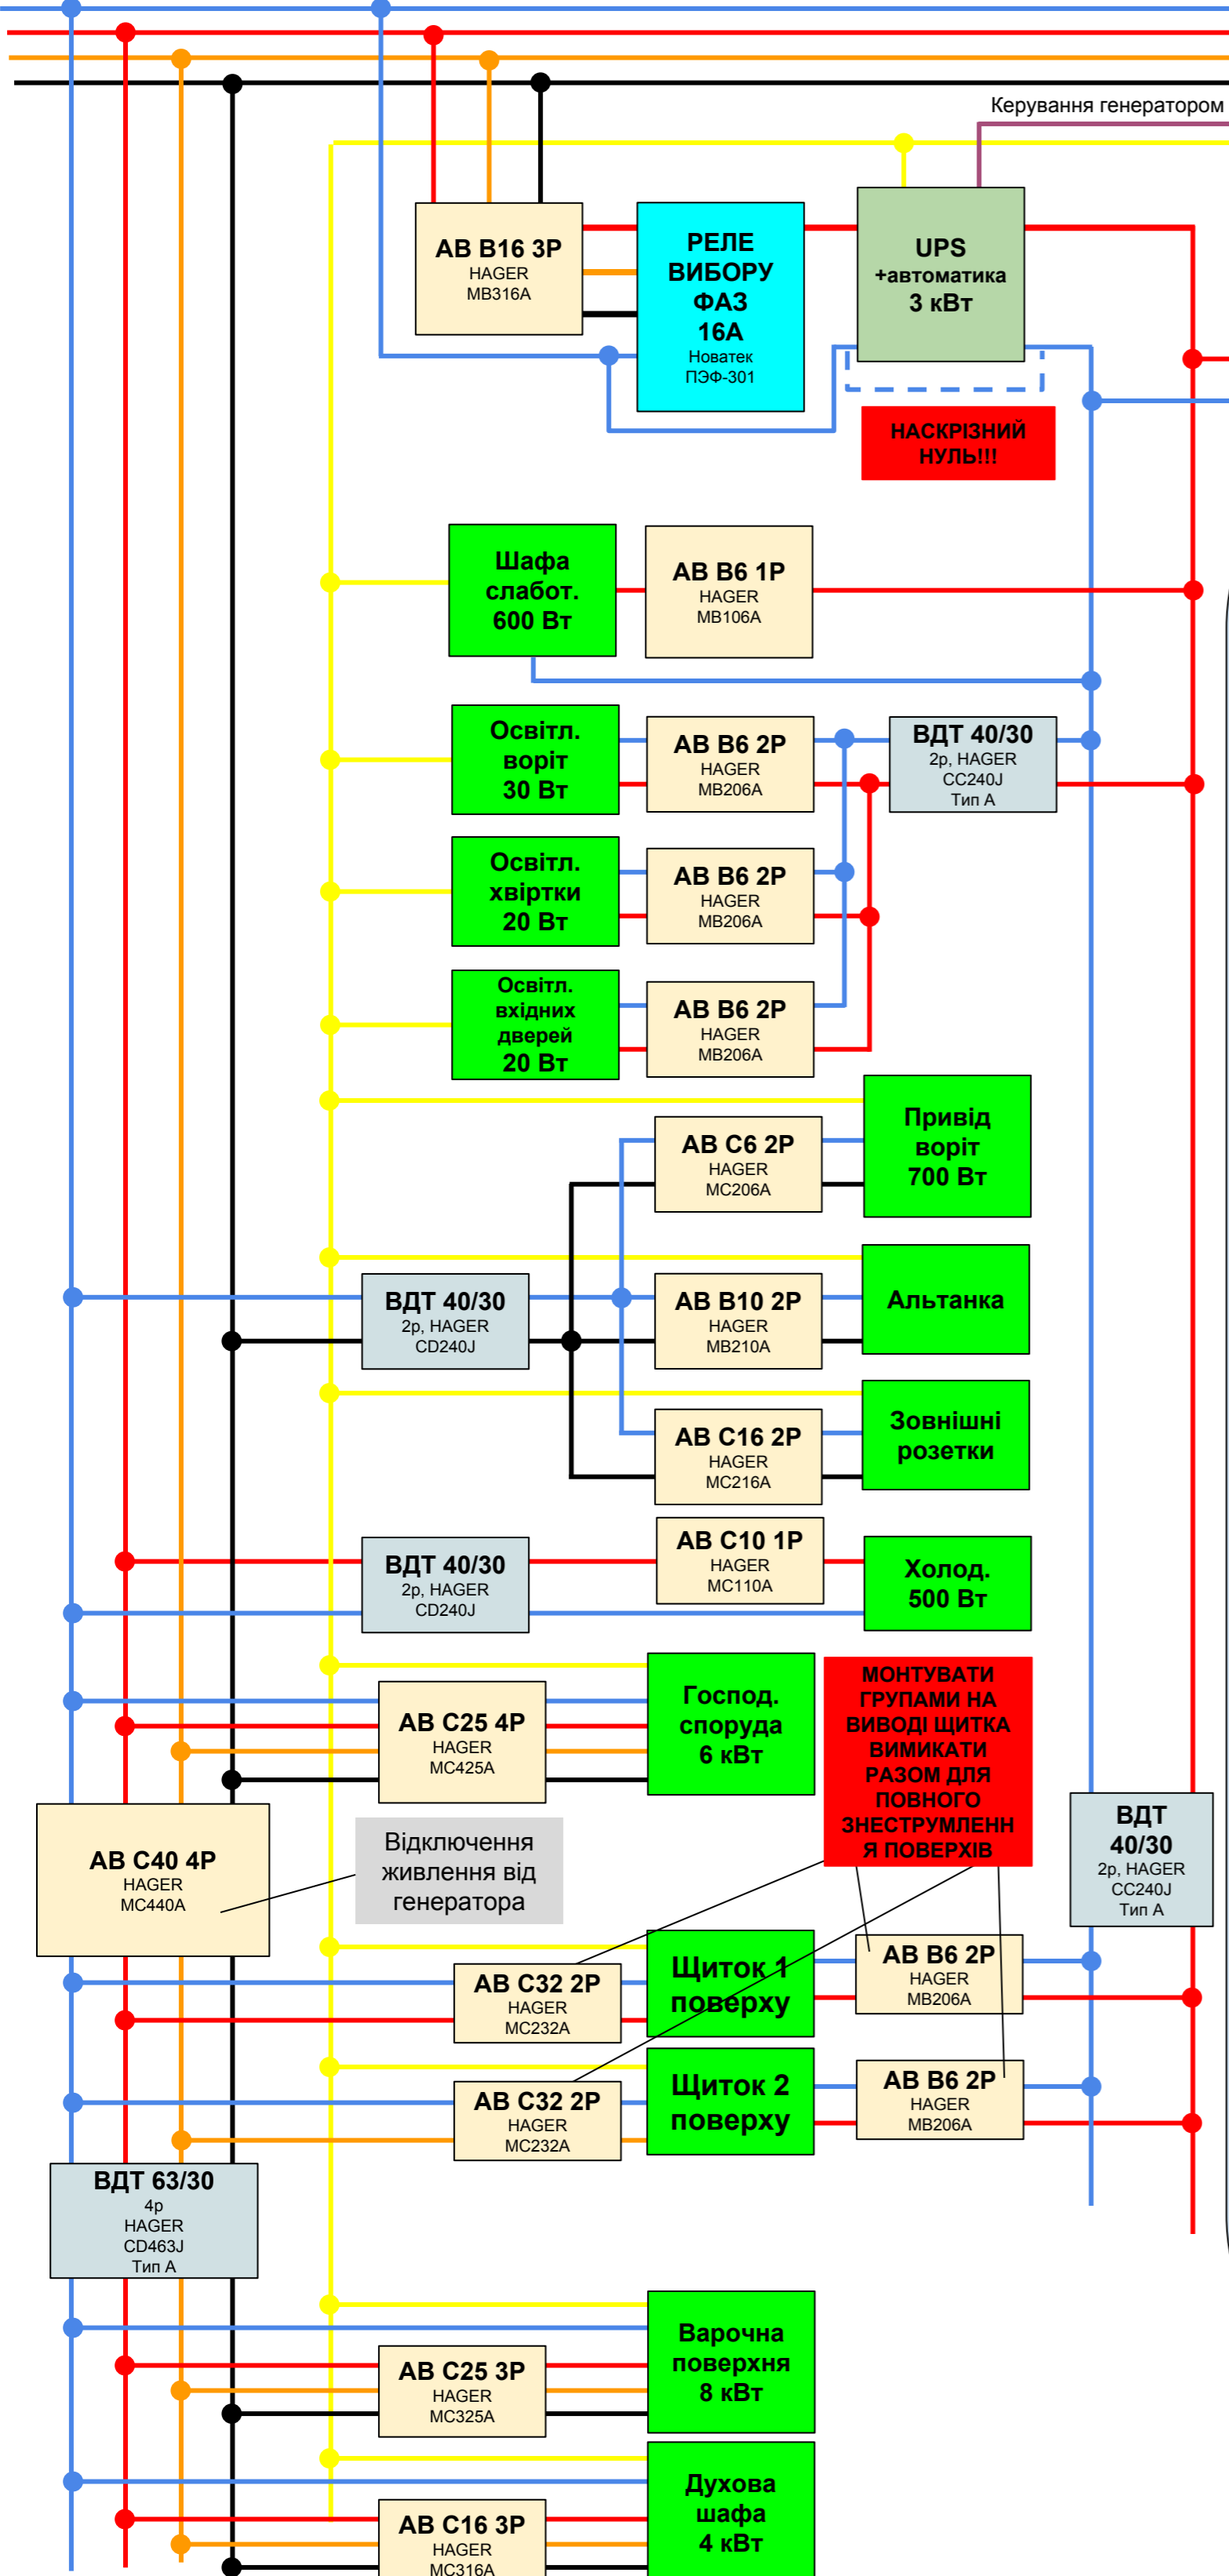 Керування генератором
АВ В16 3Р
HAGER
MB316A
РЕЛЕ
ВИБОРУ
ФАЗ
16А
Новатек
ПЭФ-301
UPS
+автоматика
3 кВт
НАСКРІЗНИЙ
НУЛЬ!!!
Шафа
слабот.
600 Вт
АВ В6 1Р
HAGER
MB106A
Освітл.
воріт
30 Вт
АВ В6 2Р
HAGER
MB206A
ВДТ 40/30
2р, HAGER
CC240J
Тип А
Освітл.
хвіртки
20 Вт
АВ В6 2Р
HAGER
MB206A
Освітл.
вхідних
дверей
20 Вт
АВ В6 2Р
HAGER
MB206A
АВ С6 2Р
HAGER
MC206A
Привід
воріт
700 Вт
ВДТ 40/30
2р, HAGER
CD240J
АВ В10 2Р
HAGER
MB210A
Альтанка
АВ С16 2Р
HAGER
MC216A
Зовнішні
розетки
ВДТ 40/30
2р, HAGER
CD240J
АВ С10 1Р
HAGER
MC110A
Холод.
500 Вт
АВ С25 4Р
HAGER
MC425A
Господ.
споруда
6 кВт
МОНТУВАТИ
ГРУПАМИ НА
ВИВОДІ ЩИТКА
ВИМИКАТИ
РАЗОМ ДЛЯ
ПОВНОГО
ЗНЕСТРУМЛЕНН
Я ПОВЕРХІВ
АВ С40 4Р
HAGER
MC440A
Відключення
живлення від
генератора
ВДТ
40/30
2р, HAGER
CC240J
Тип А
АВ С32 2Р
HAGER
MC232A
Щиток 1
поверху
АВ В6 2Р
HAGER
MB206A
АВ С32 2Р
HAGER
MC232A
Щиток 2
поверху
АВ В6 2Р
HAGER
MB206A
ВДТ 63/30
4р
HAGER
CD463J
Тип А
АВ С25 3Р
HAGER
MC325A
Варочна
поверхня
8 кВт
АВ С16 3Р
HAGER
MC316A
Духова
шафа
4 кВт